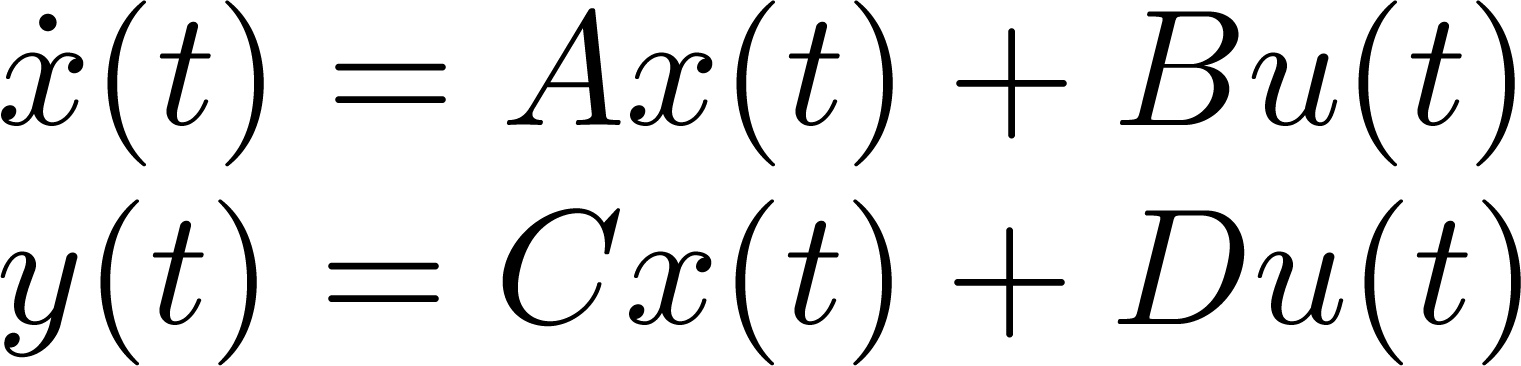 ẋ(t) = Ax(t) + Bu(t)
y(t) = Cx(t) + Du(t)